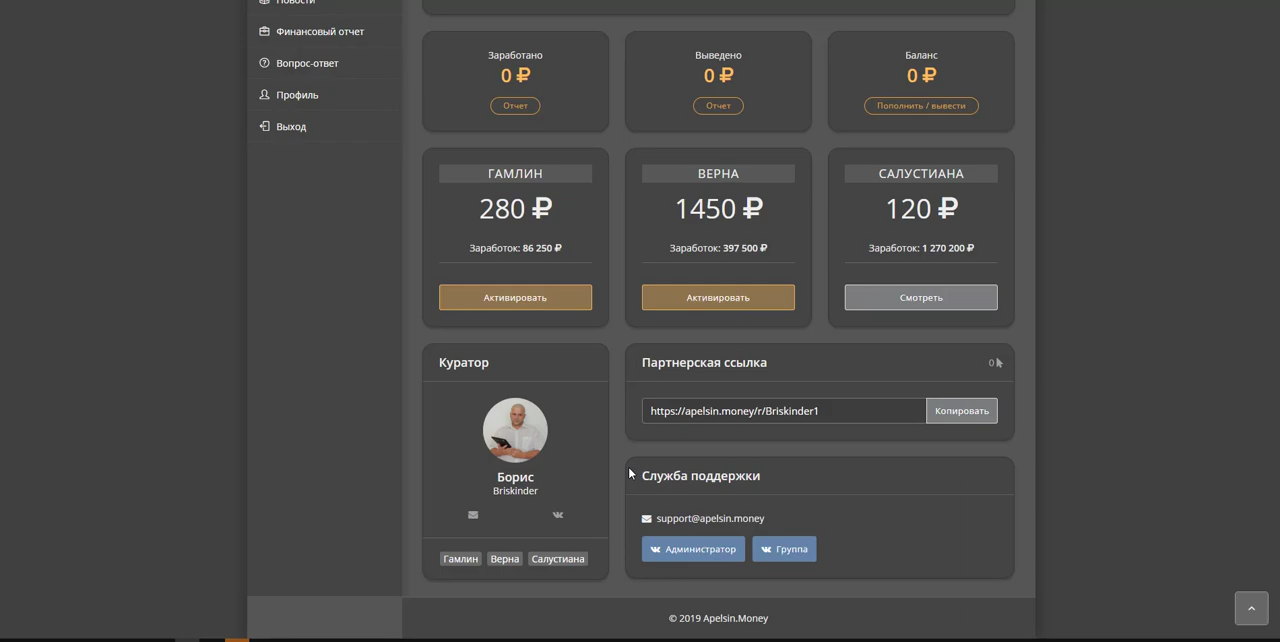 Новости
Финансовый отчет
Вопрос-ответ
Профиль
Выход
Заработано
0 ₽
Отчет
Выведено
0 ₽
Отчет
Баланс
0 ₽
Пополнить / вывести
ГАМЛИН
280 ₽
Заработок: 86 250 ₽
Активировать
ВЕРНА
1450 ₽
Заработок: 397 500 ₽
Активировать
САЛУСТИАНА
120 ₽
Заработок: 1 270 200 ₽
Смотреть
Куратор
Борис
Briskinder
Гамлин Верна Салустиана
Партнерская ссылка
0
https://apelsin.money/r/Briskinder1
Копировать
Служба поддержки
support@apelsin.money
Администратор
Группа
© 2019 Apelsin.Money